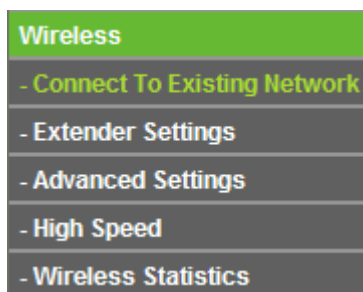 Wireless
- Connect To Existing Network
- Extender Settings
- Advanced Settings
- High Speed
- Wireless Statistics